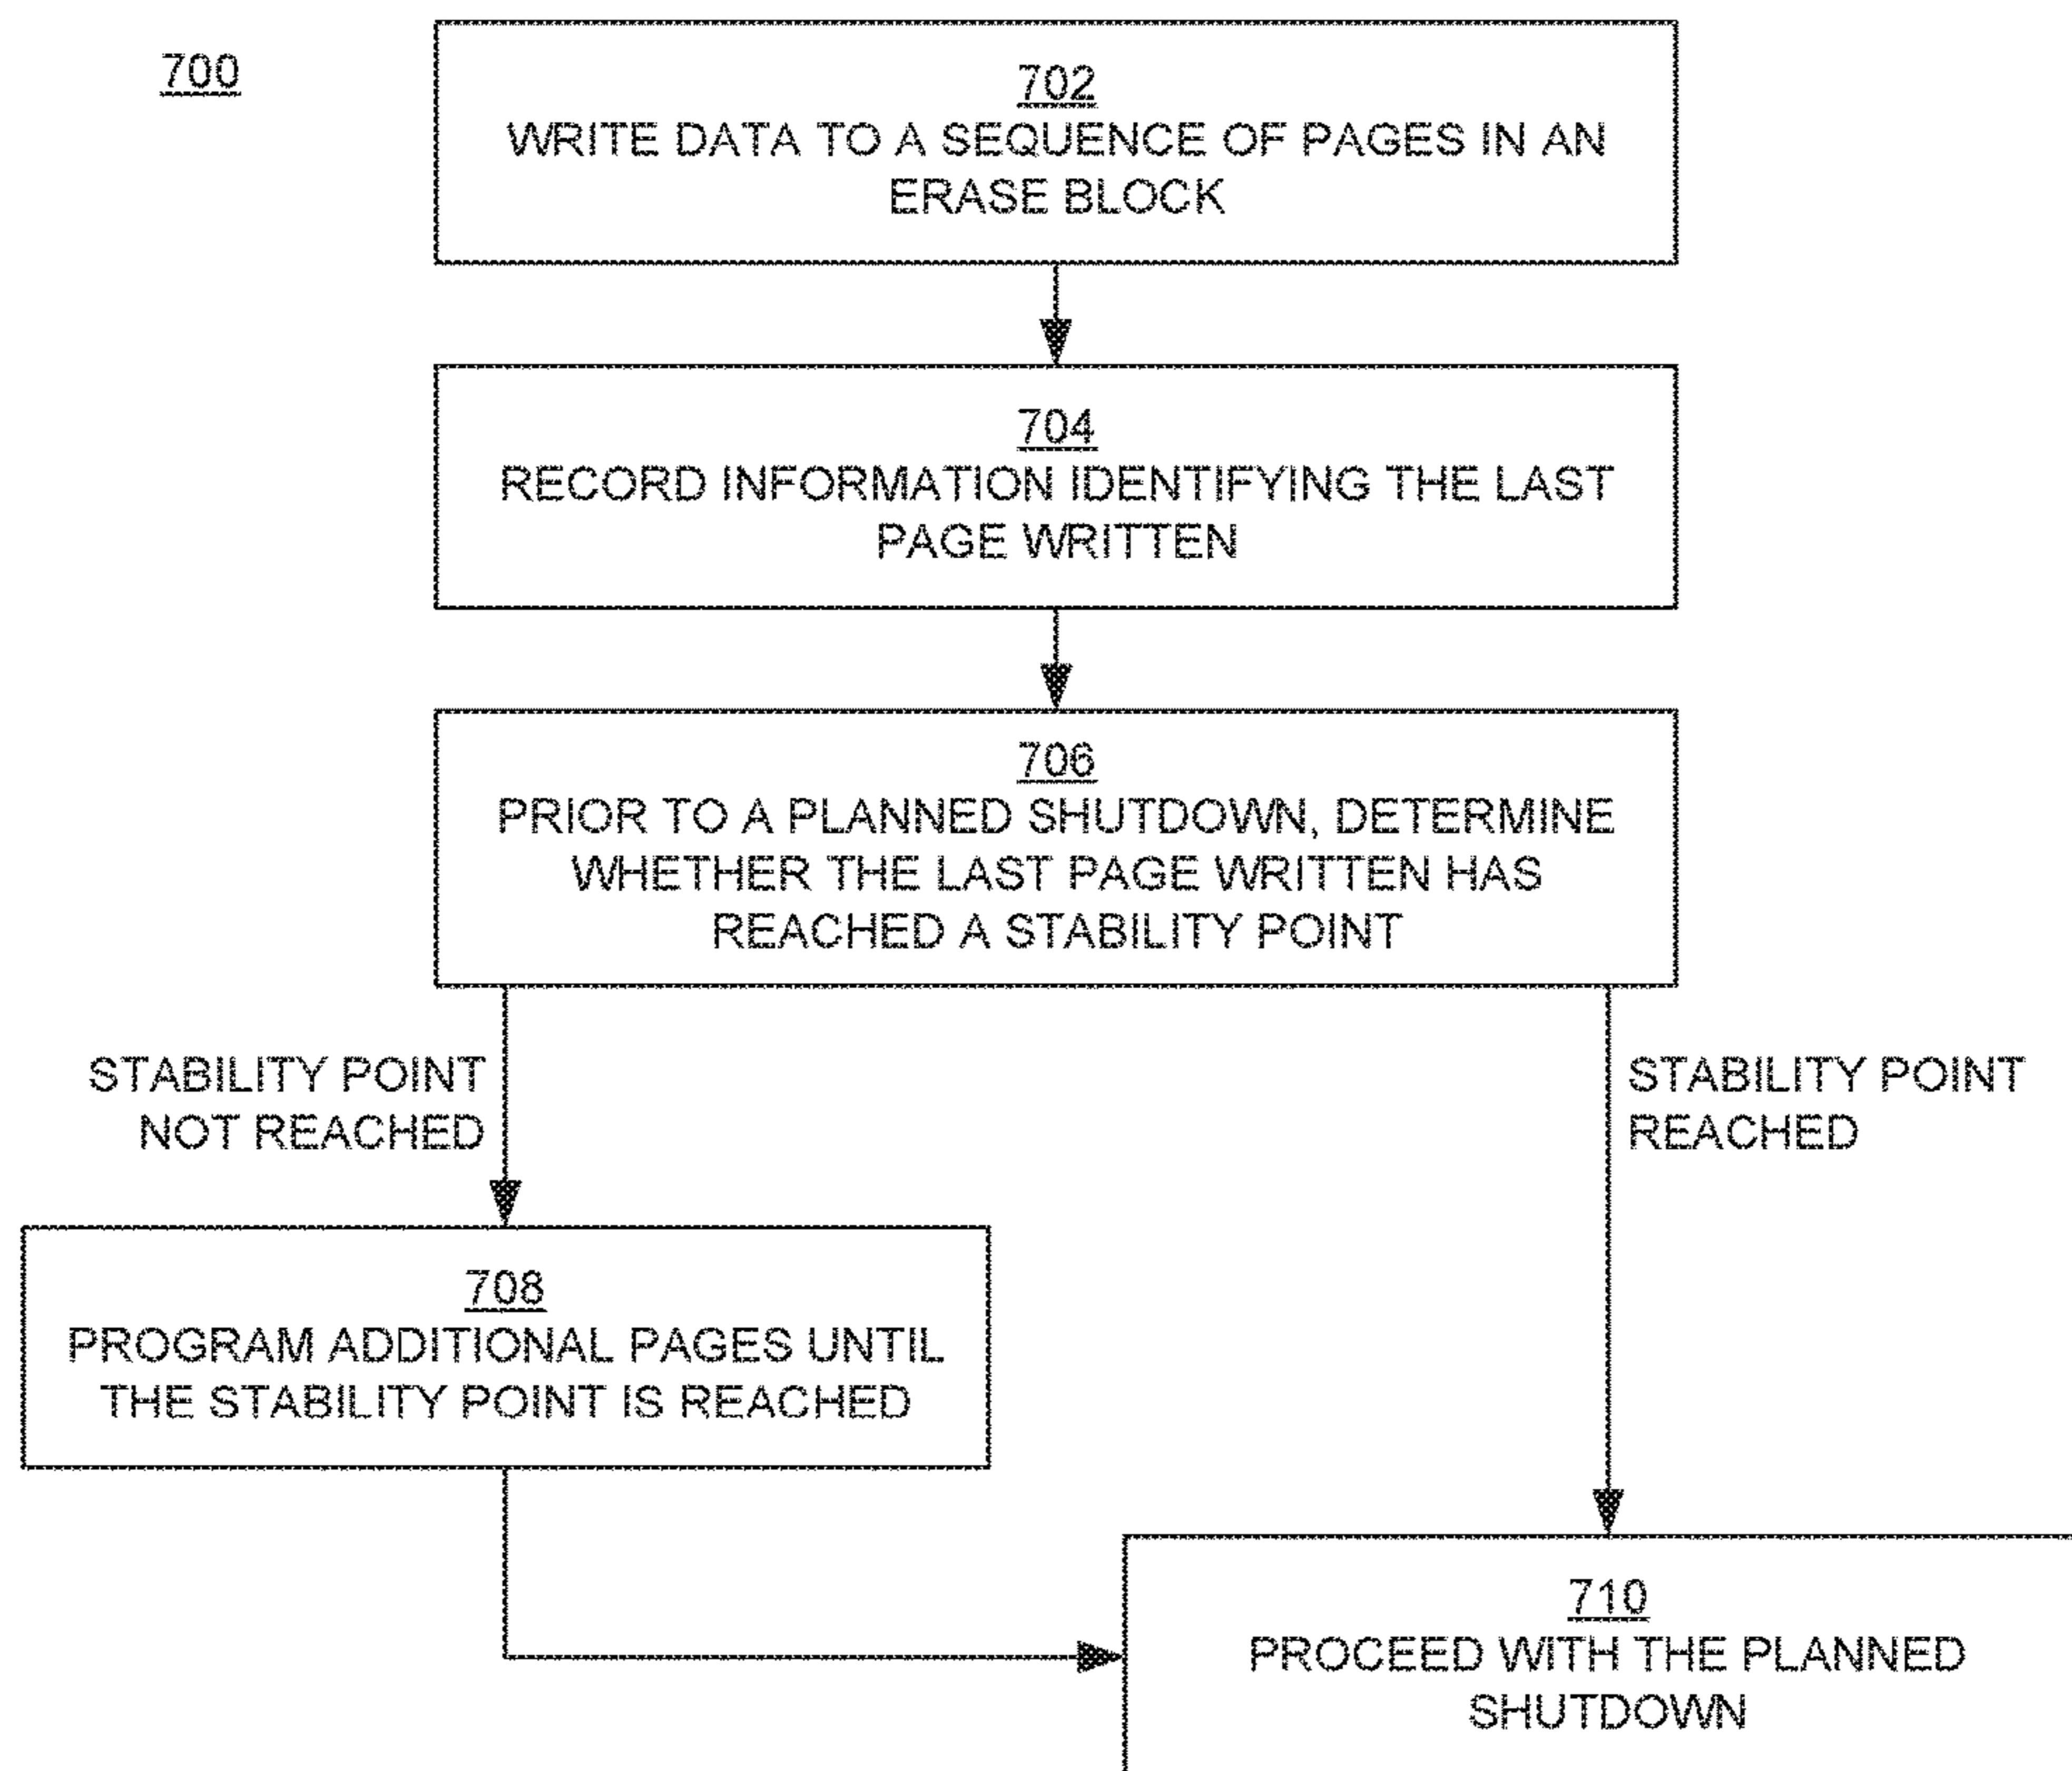 700
702
WRITE DATA TO A SEQUENCE OF PAGES IN AN
ERASE BLOCK
704
RECORD INFORMATION IDENTIFYING THE LAST
PAGE WRITTEN
706
PRIOR TO A PLANNED SHUTDOWN, DETERMINE
WHETHER THE LAST PAGE WRITTEN HAS
REACHED A STABILITY POINT
STABILITY POINT
NOT REACHED
STABILITY POINT
REACHED
708
PROGRAM ADDITIONAL PAGES UNTIL
THE STABILITY POINT IS REACHED
710
PROCEED WITH THE PLANNED
SHUTDOWN